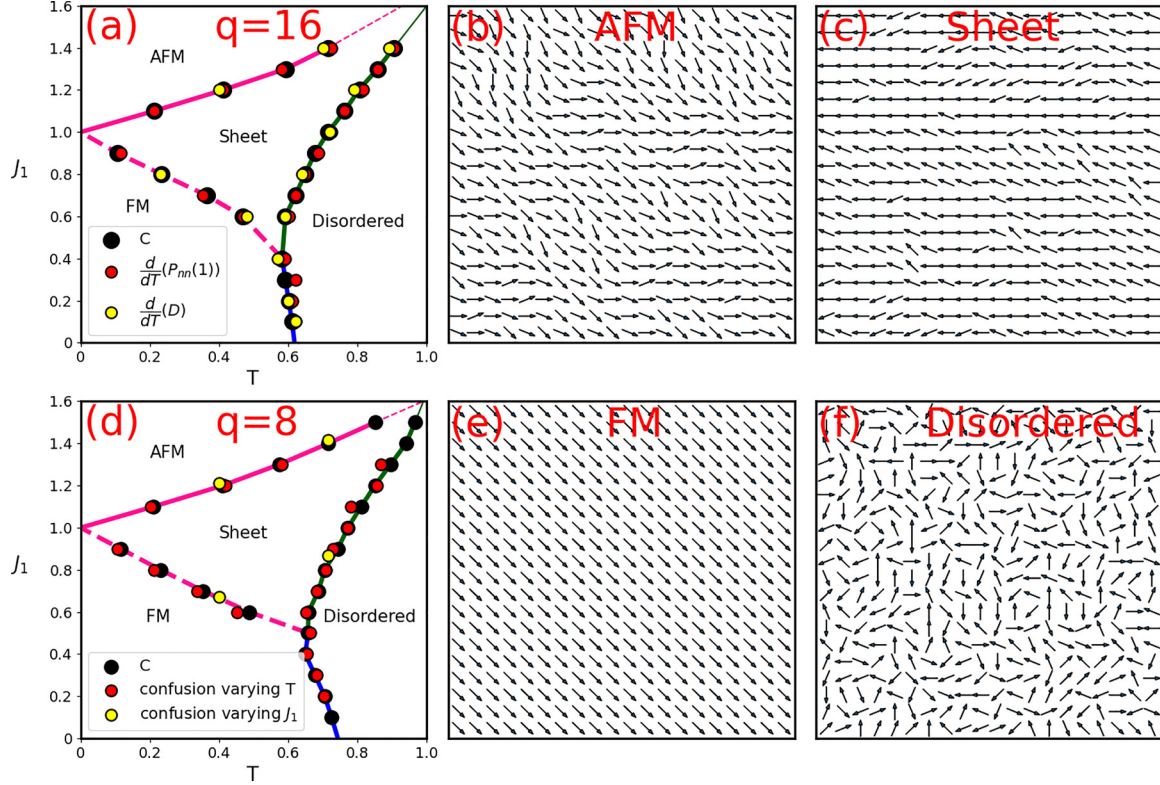 (a) q=16
AFM
Sheet
FM
Disordered
C
d/dT (P_nn(1))
d/dT (D)
J_1
1.6
1.4
1.2
1.0
0.8
0.6
0.4
0.2
0
0 0.2 0.4 0.6 0.8 1.0
T
(b) AFM
(c) Sheet
(d) q=8
AFM
Sheet
FM
Disordered
C
confusion varying T
confusion varying J_1
J_1
1.6
1.4
1.2
1.0
0.8
0.6
0.4
0.2
0
0 0.2 0.4 0.6 0.8 1.0
T
(e) FM
(f) Disordered